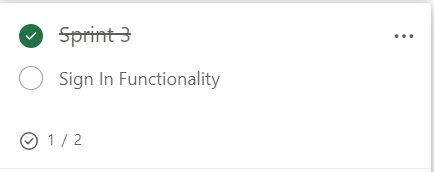 Sprint 3
Sign In Functionality
1 / 2